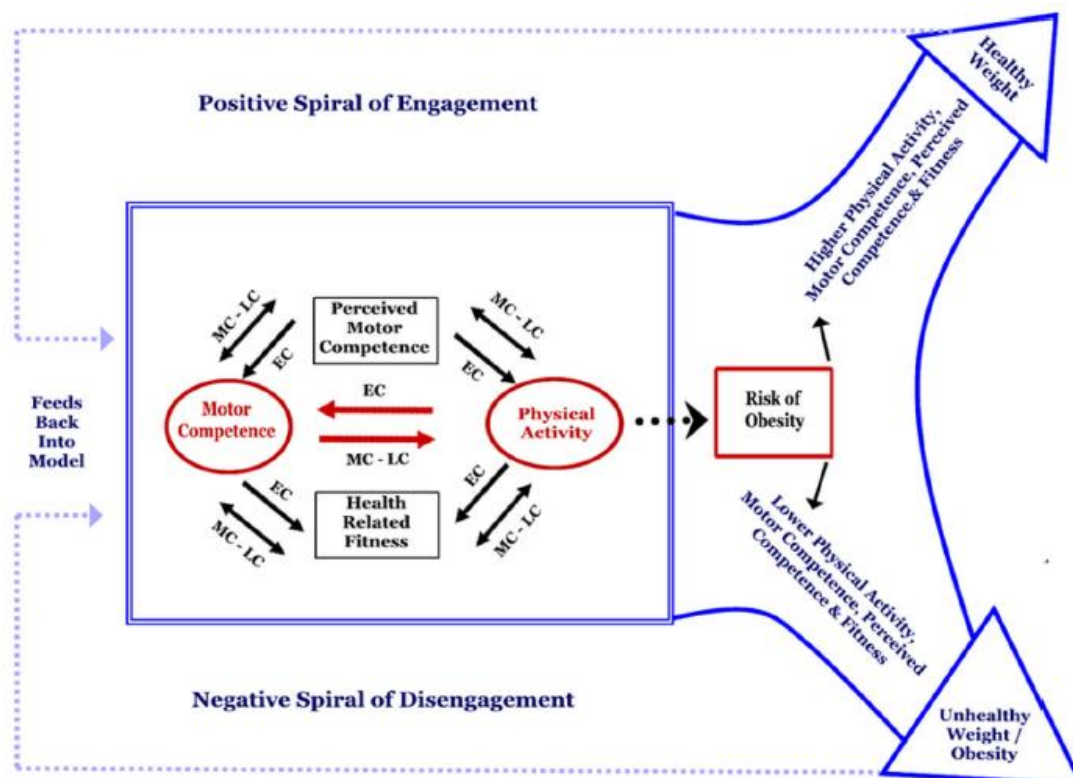 Healthy
Weight
Positive Spiral of Engagement
Higher Physical Activity,
Motor Competence, Perceived
Competence & Fitness
MC - LC
EC
Perceived
Motor
Competence
MC - LC
EC
Feeds
Back
Into
Model
Motor
Competence
EC
MC - LC
Physical
Activity
Risk of
Obesity
EC
MC - LC
Health
Related
Fitness
EC
MC - LC
Lower Physical Activity,
Motor Competence, Perceived
Competence & Fitness
Negative Spiral of Disengagement
Unhealthy
Weight /
Obesity